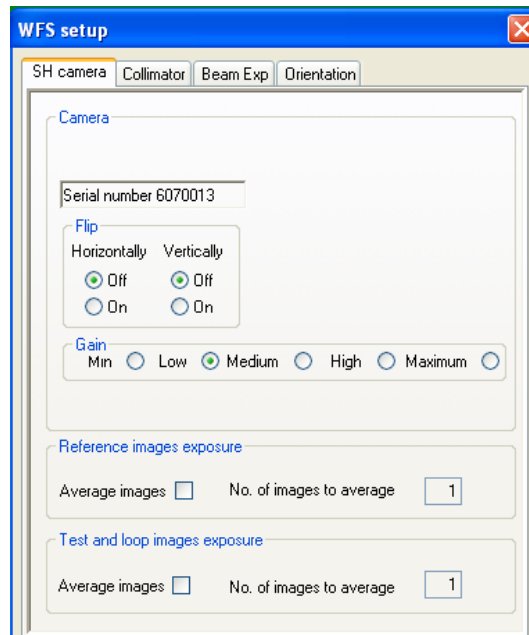 WFS setup
SH camera Collimator Beam Exp Orientation
Camera
Serial number 6070013
Flip
Horizontally Vertically
Off Off
On On
Gain
Min Low Medium High Maximum
Reference images exposure
Average images No. of images to average 1
Test and loop images exposure
Average images No. of images to average 1